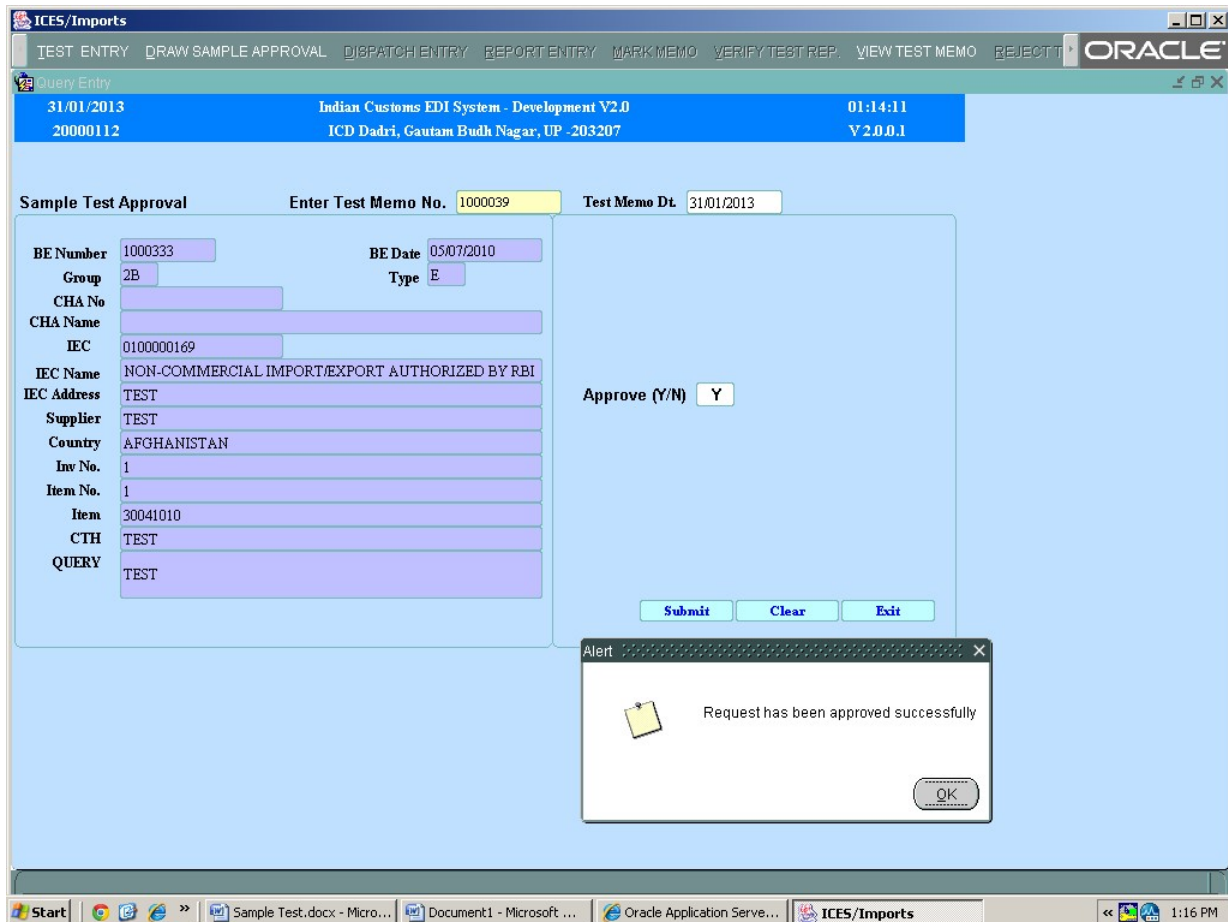 ICES/Imports
TEST ENTRY DRAW SAMPLE APPROVAL DISPATCH ENTRY REPORT ENTRY MARK MEMO VERIFY TEST REP. VIEW TEST MEMO REJECT T ORACLE
Query Entry
31/01/2013 Indian Customs EDI System - Development V2.0 01:14:11
20000112 ICD Dadri, Gautam Budh Nagar, UP -203207 V 2.0.0.1
Sample Test Approval Enter Test Memo No. 1000039 Test Memo Dt. 31/01/2013
BE Number 1000333 BE Date 05/07/2010
Group 2B Type E
CHA No
CHA Name
IEC 0100000169
IEC Name NON-COMMERCIAL IMPORT/EXPORT AUTHORIZED BY RBI
IEC Address TEST
Supplier TEST
Country AFGHANISTAN
Inv No. 1
Item No. 1
Item 30041010
CTH TEST
QUERY TEST
Approve (Y/N) Y
Submit Clear Exit
Alert
Request has been approved successfully
OK
Start Sample Test.docx - Micro... Document1 - Microsoft ... Oracle Application Serve... ICES/Imports 1:16 PM